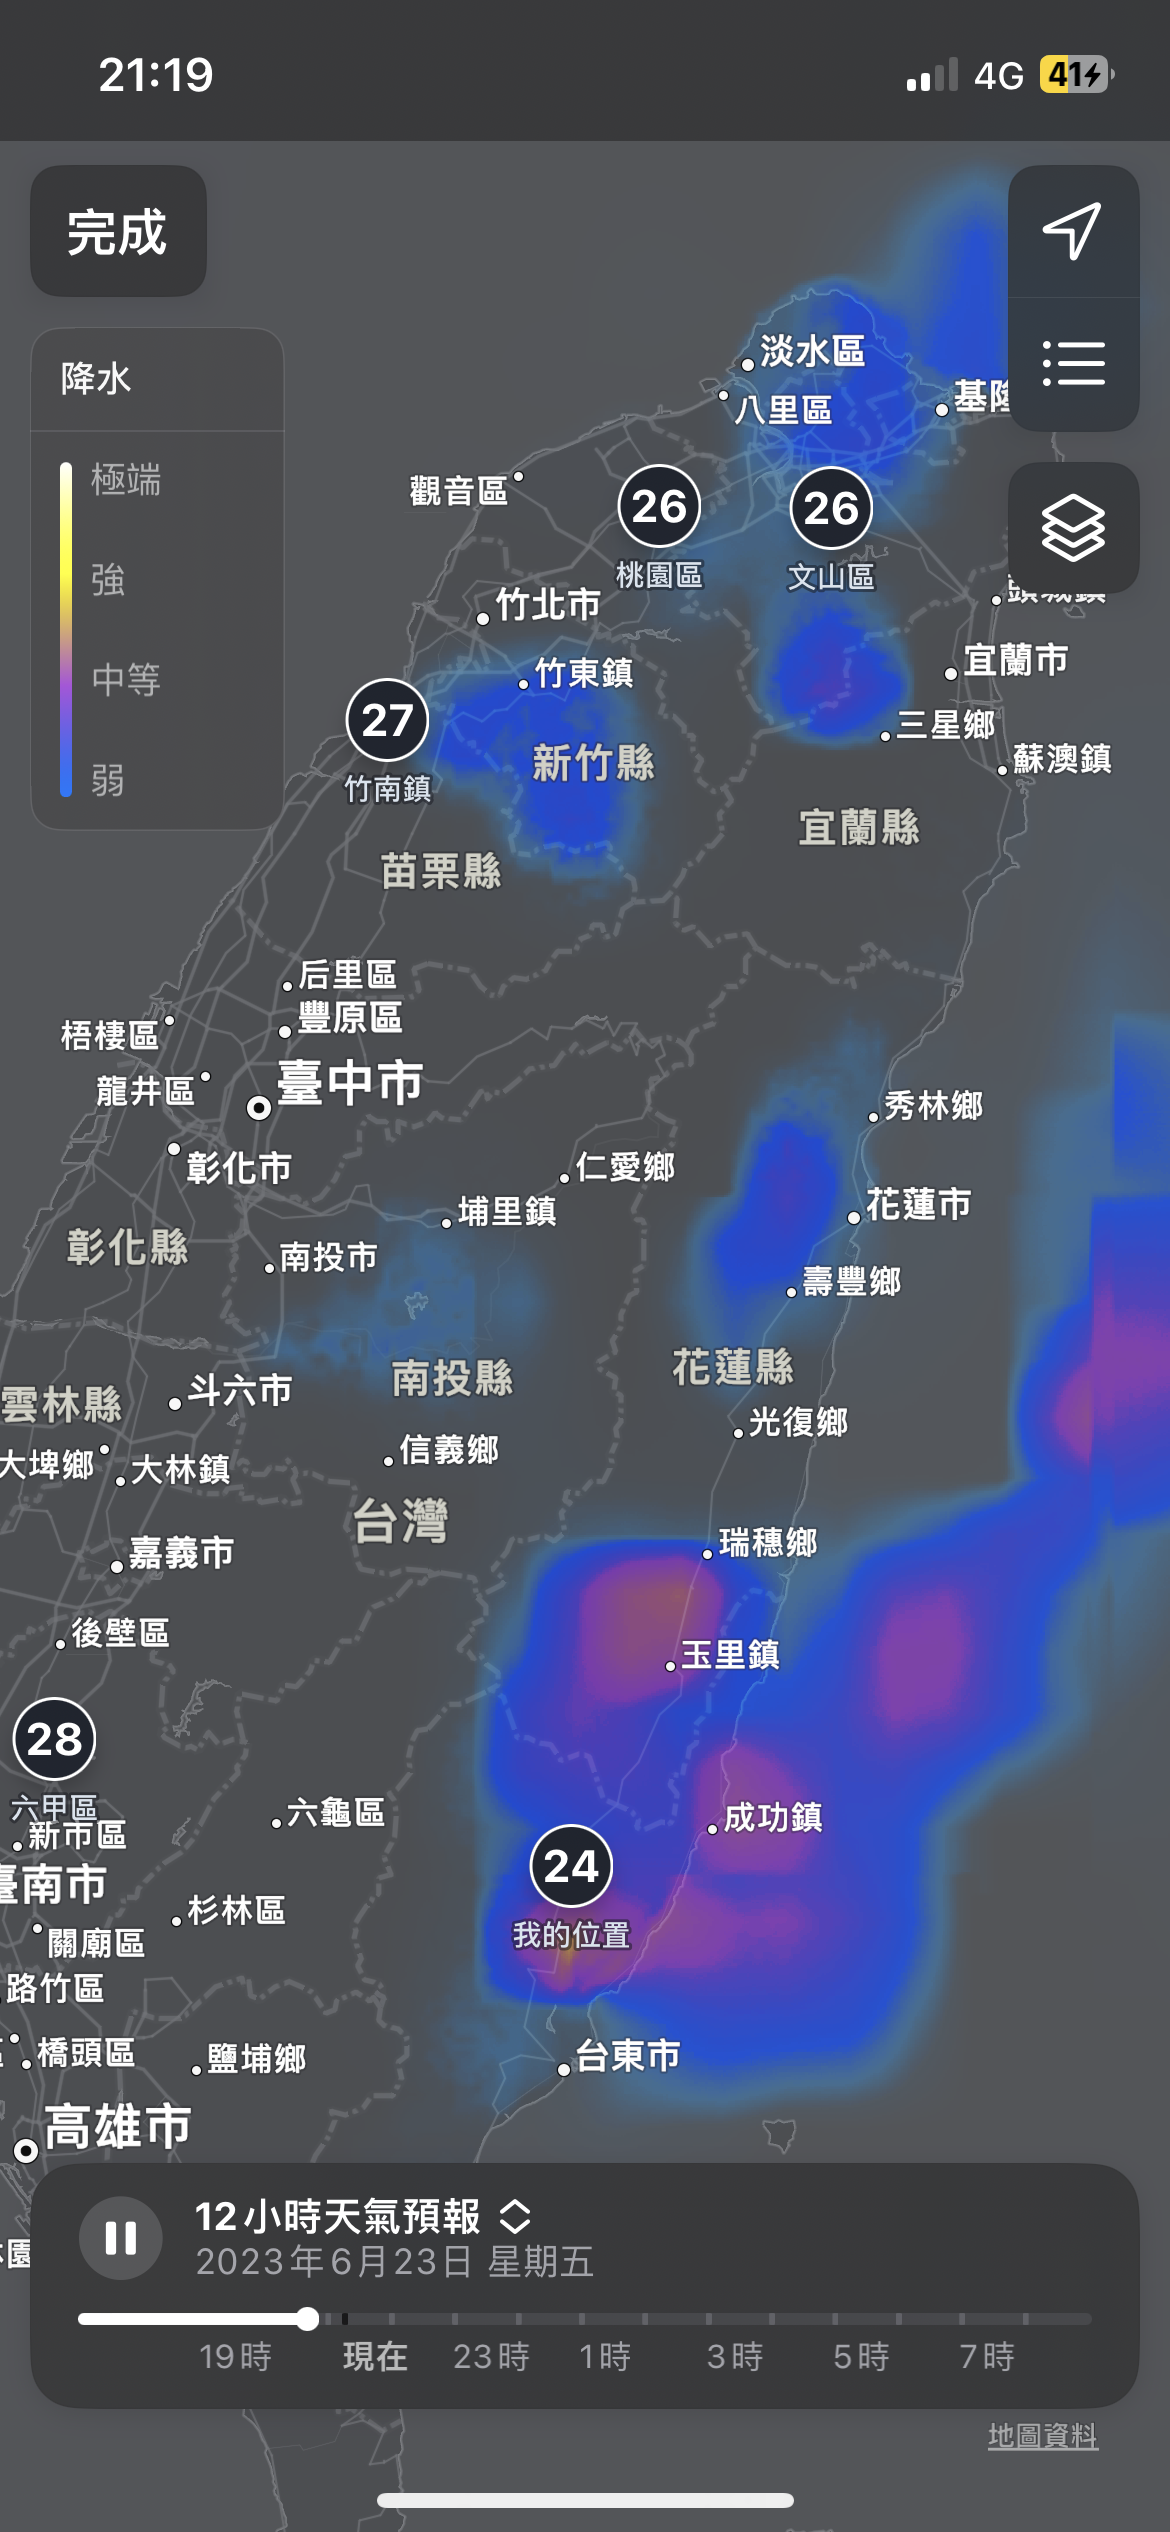 21:19
4G
41
完成
降水
極端
強
中等
弱
淡水區
八里區
基隆
觀音區
26
桃園區
26
文山區
竹北市
頭城鎮
宜蘭市
竹東鎮
27
竹南鎮
新竹縣
三星鄉
蘇澳鎮
宜蘭縣
苗栗縣
后里區
豐原區
梧棲區
龍井區
臺中市
秀林鄉
彰化市
仁愛鄉
埔里鎮
花蓮市
彰化縣
南投市
壽豐鄉
南投縣
花蓮縣
雲林縣
斗六市
光復鄉
大埤鄉
大林鎮
信義鄉
台灣
瑞穗鄉
嘉義市
後壁區
玉里鎮
28
六甲區
新市區
六龜區
成功鎮
24
我的位置
臺南市
杉林區
關廟區
路竹區
橋頭區
鹽埔鄉
台東市
高雄市
園
12小時天氣預報
2023年6月23日 星期五
19時 現在 23時 1時 3時 5時 7時
地圖資料